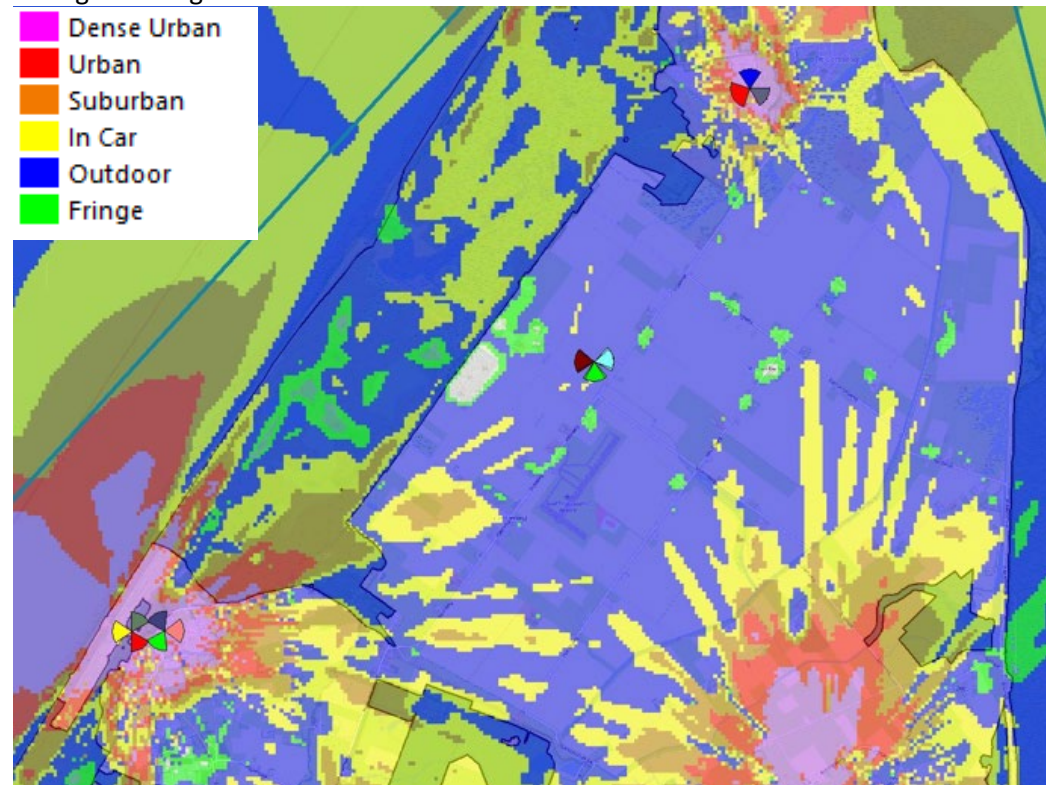 Dense Urban
Urban
Suburban
In Car
Outdoor
Fringe